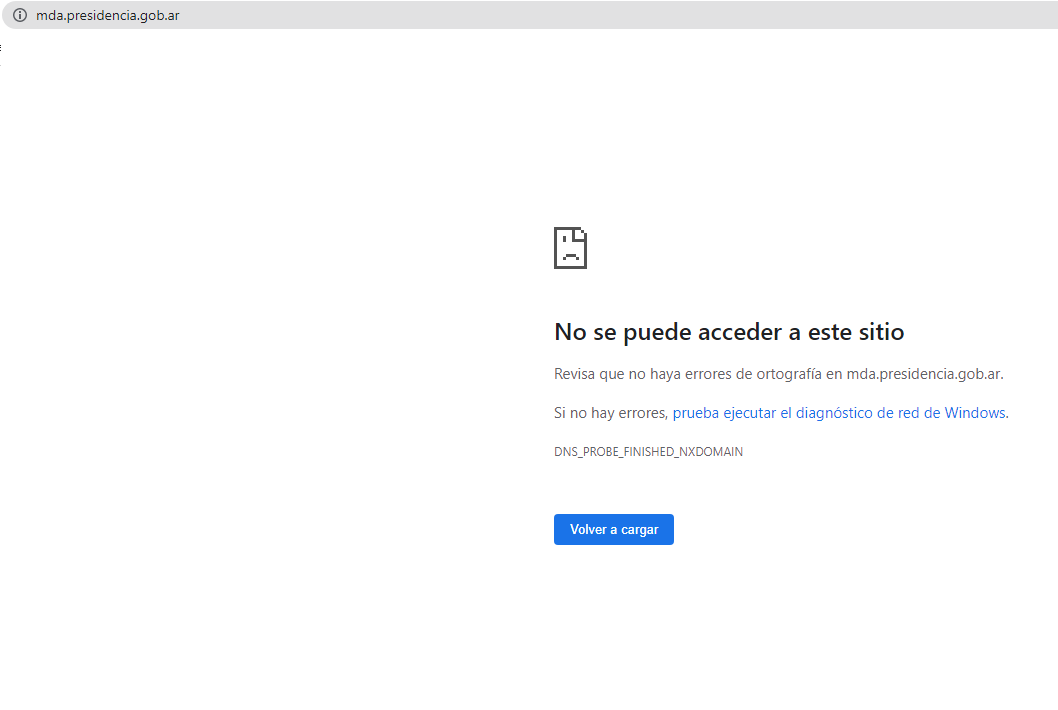 mda.presidencia.gob.ar
No se puede acceder a este sitio
Revisa que no haya errores de ortografía en mda.presidencia.gob.ar.
Si no hay errores, prueba ejecutar el diagnóstico de red de Windows.
DNS_PROBE_FINISHED_NXDOMAIN
Volver a cargar